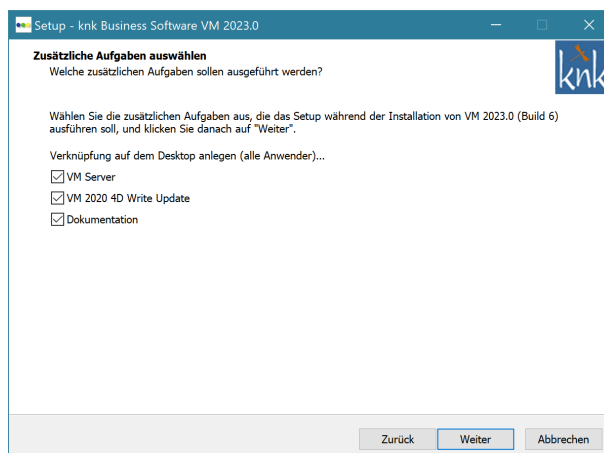 Setup - knk Business Software VM 2023.0
Zusätzliche Aufgaben auswählen
Welche zusätzlichen Aufgaben sollen ausgeführt werden?
knk
Wählen Sie die zusätzlichen Aufgaben aus, die das Setup während der Installation von VM 2023.0 (Build 6)
ausführen soll, und klicken Sie danach auf "Weiter".
Verknüpfung auf dem Desktop anlegen (alle Anwender)...
VM Server
VM 2020 4D Write Update
Dokumentation
Zurück Weiter Abbrechen